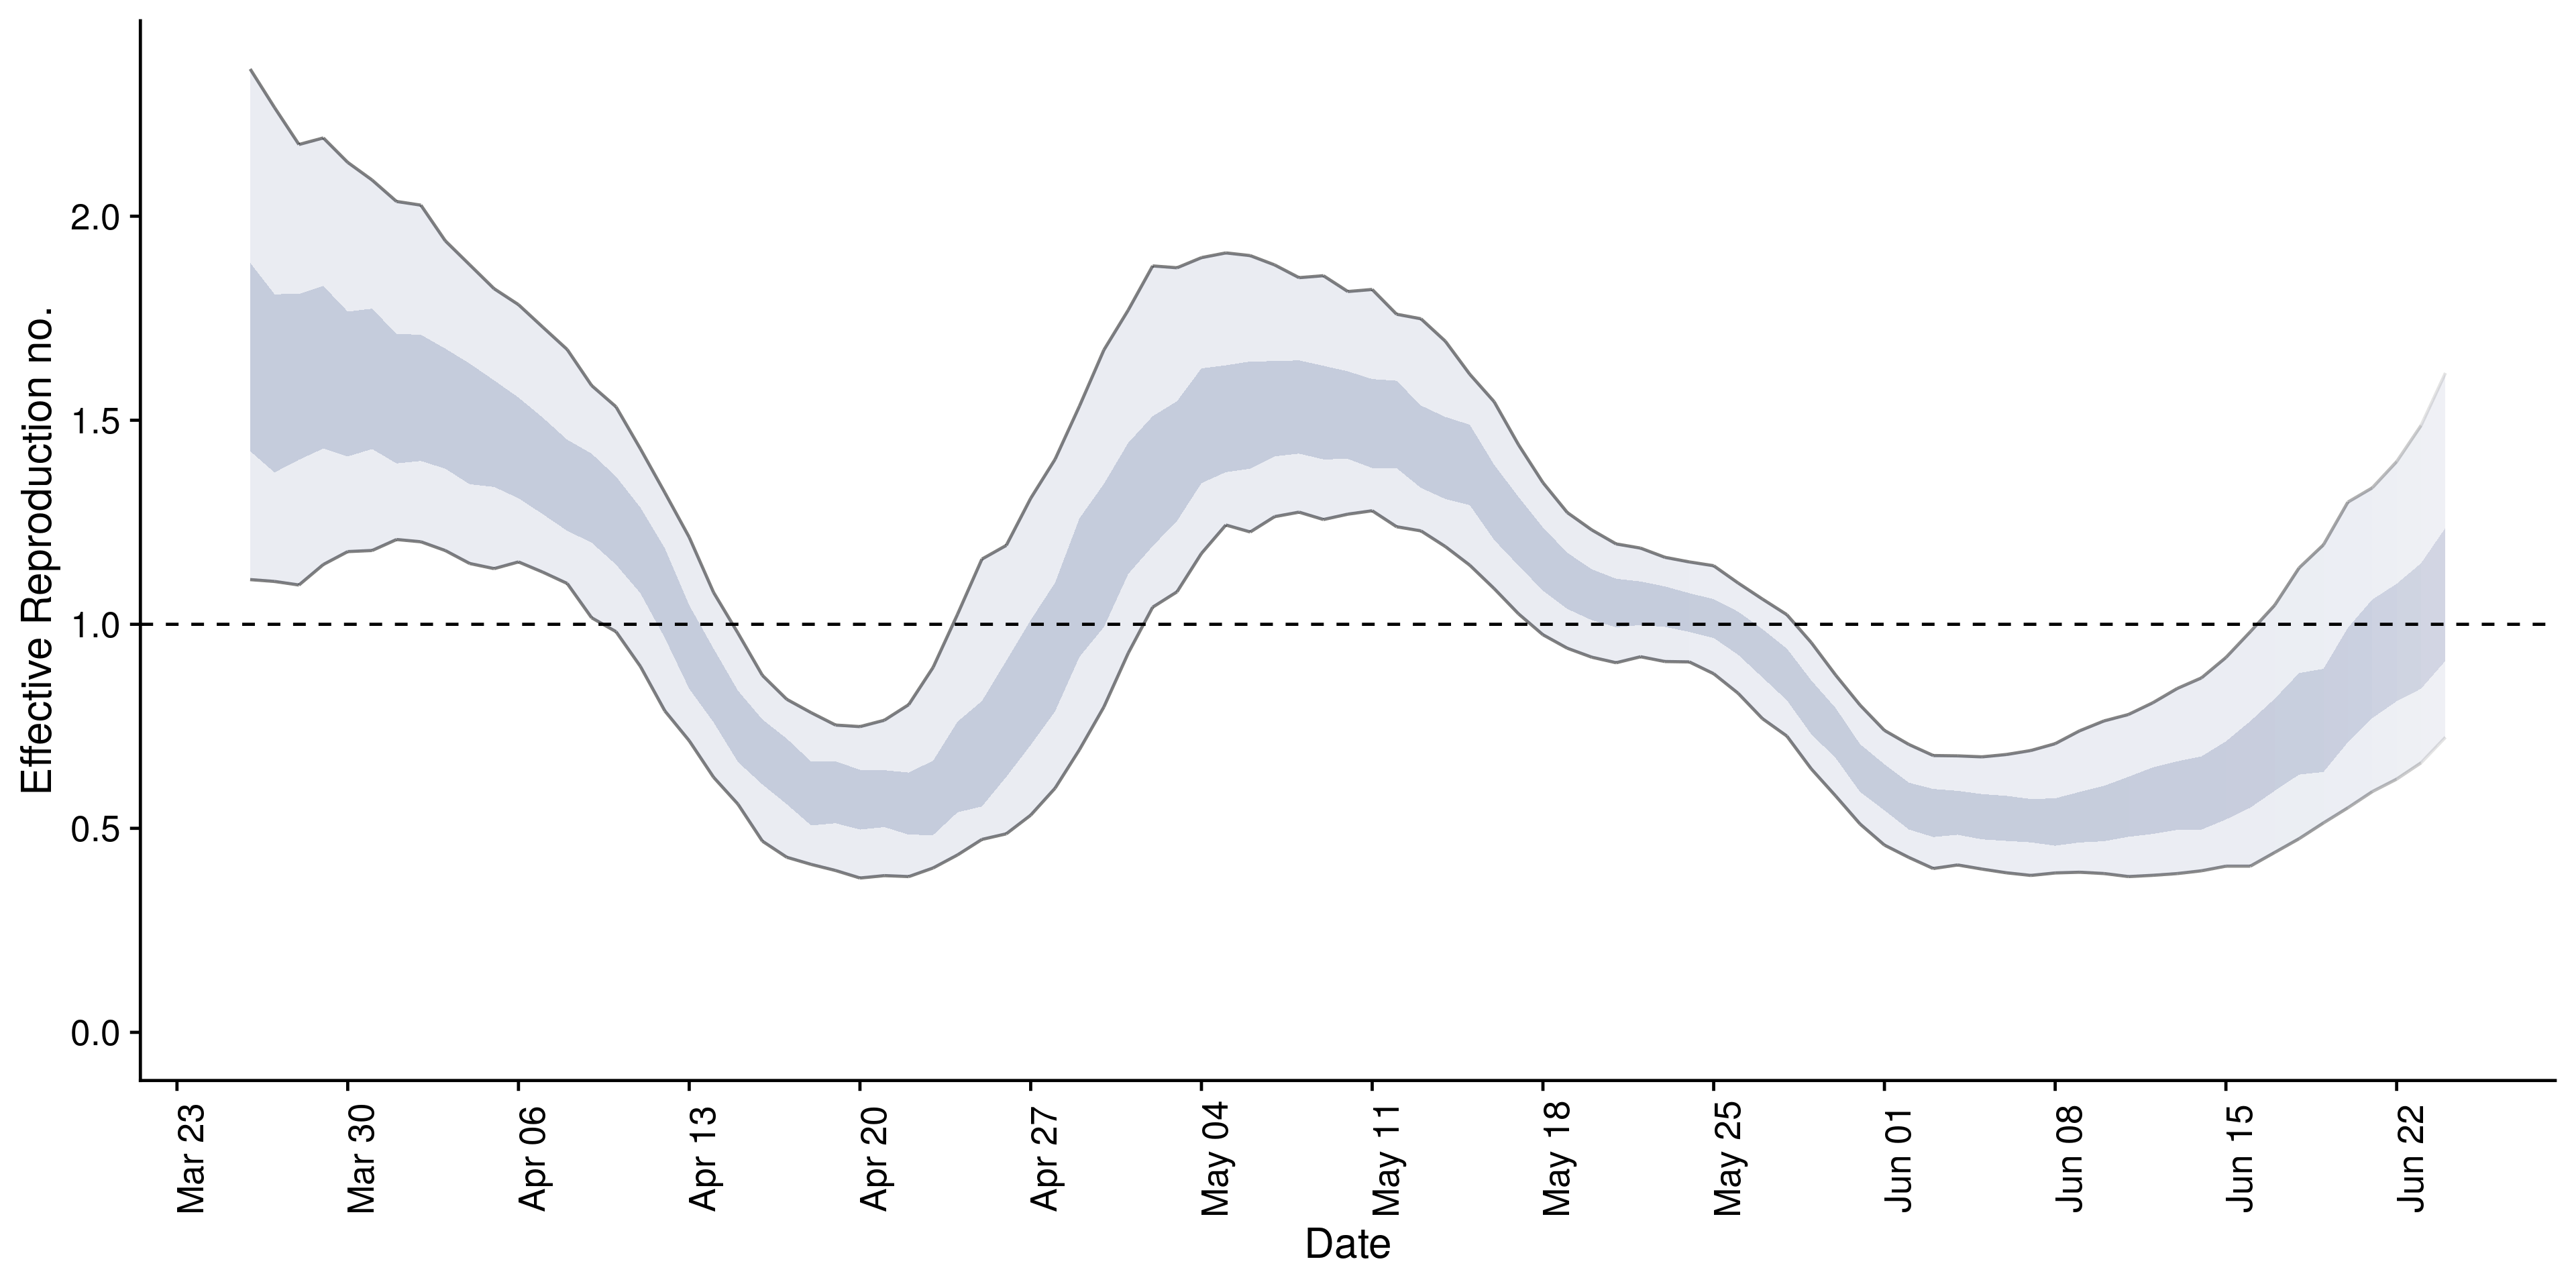 Effective Reproduction no.
2.0
1.5
1.0
0.5
0.0
Mar 23
Mar 30
Apr 06
Apr 13
Apr 20
Apr 27
May 04
May 11
May 18
May 25
Jun 01
Jun 08
Jun 15
Jun 22
Date